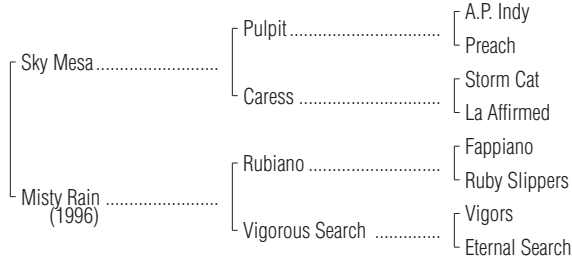 A.P. Indy
Pulpit
Preach
Sky Mesa
Storm Cat
Caress
La Affirmed
Fappiano
Rubiano
Ruby Slippers
Misty Rain
(1996)
Vigors
Vigorous Search
Eternal Search